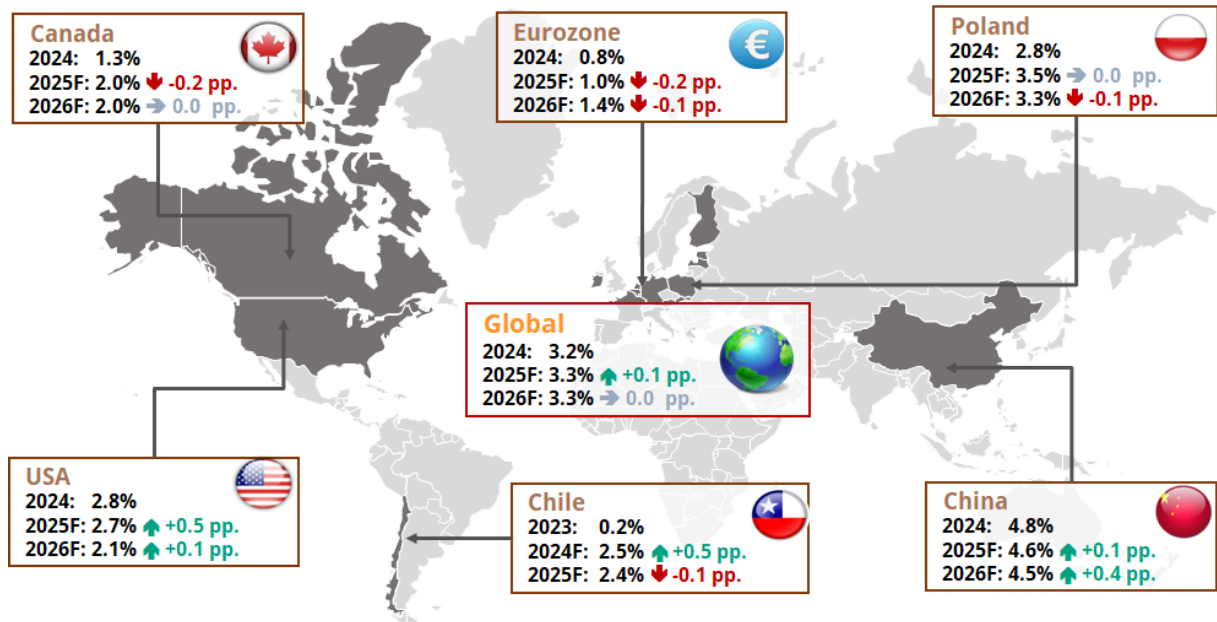 Canada
2024: 1.3%
2025F: 2.0% -0.2 pp.
2026F: 2.0% 0.0 pp.
Eurozone
€
2024: 0.8%
2025F: 1.0% -0.2 pp.
2026F: 1.4% -0.1 pp.
Poland
2024: 2.8%
2025F: 3.5% 0.0 pp.
2026F: 3.3% -0.1 pp.
Global
2024: 3.2%
2025F: 3.3% +0.1 pp.
2026F: 3.3% 0.0 pp.
USA
2024: 2.8%
2025F: 2.7% +0.5 pp.
2026F: 2.1% +0.1 pp.
Chile
2023: 0.2%
2024F: 2.5% +0.5 pp.
2025F: 2.4% -0.1 pp.
China
2024: 4.8%
2025F: 4.6% +0.1 pp.
2026F: 4.5% +0.4 pp.